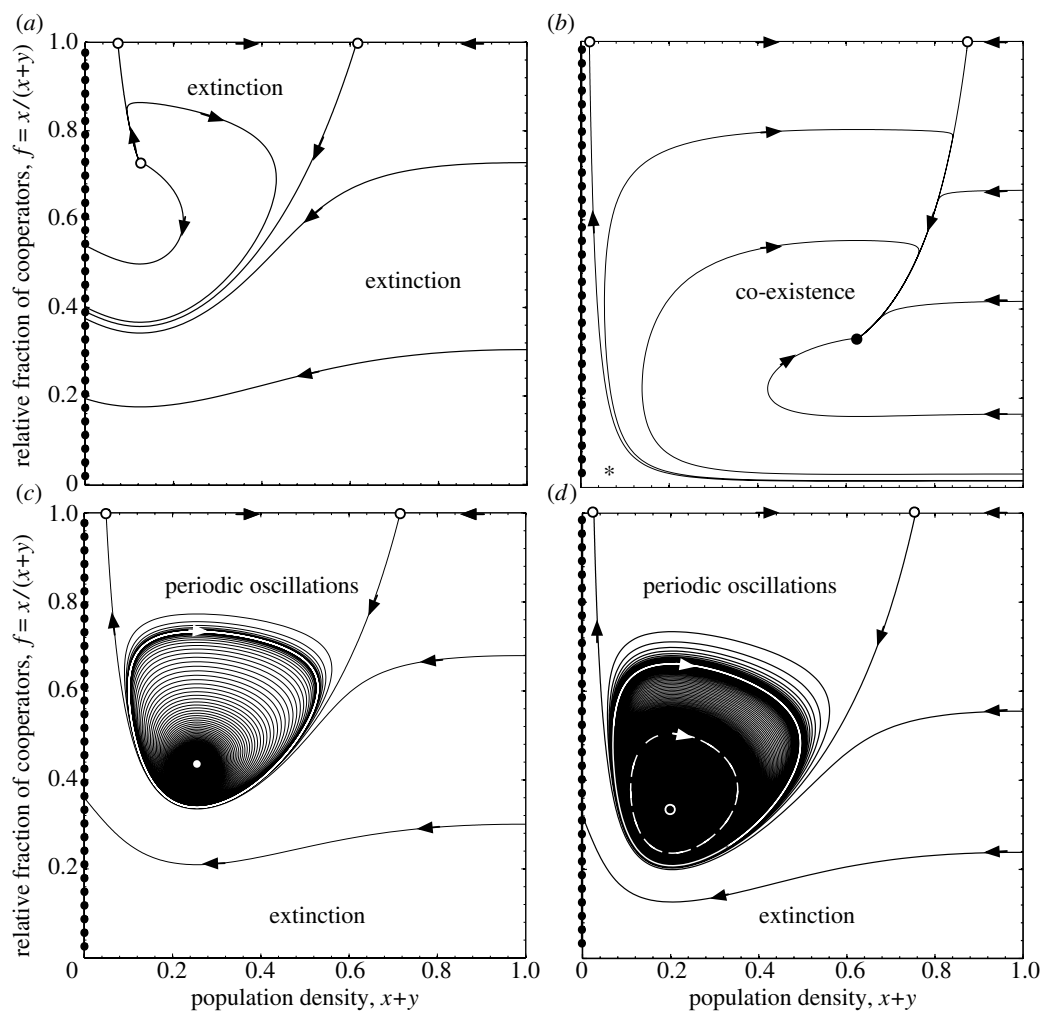 (a)
1.0
0.8
0.6
0.4
0.2
0
relative fraction of cooperators, f = x/(x+y)
extinction
extinction
(b)
co-existence
*
(c)
1.0
0.8
0.6
0.4
0.2
0
0.2
0.4
0.6
0.8
1.0
relative fraction of cooperators, f = x/(x+y)
periodic oscillations
extinction
population density, x+y
(d)
periodic oscillations
extinction
0
0.2
0.4
0.6
0.8
1.0
population density, x+y